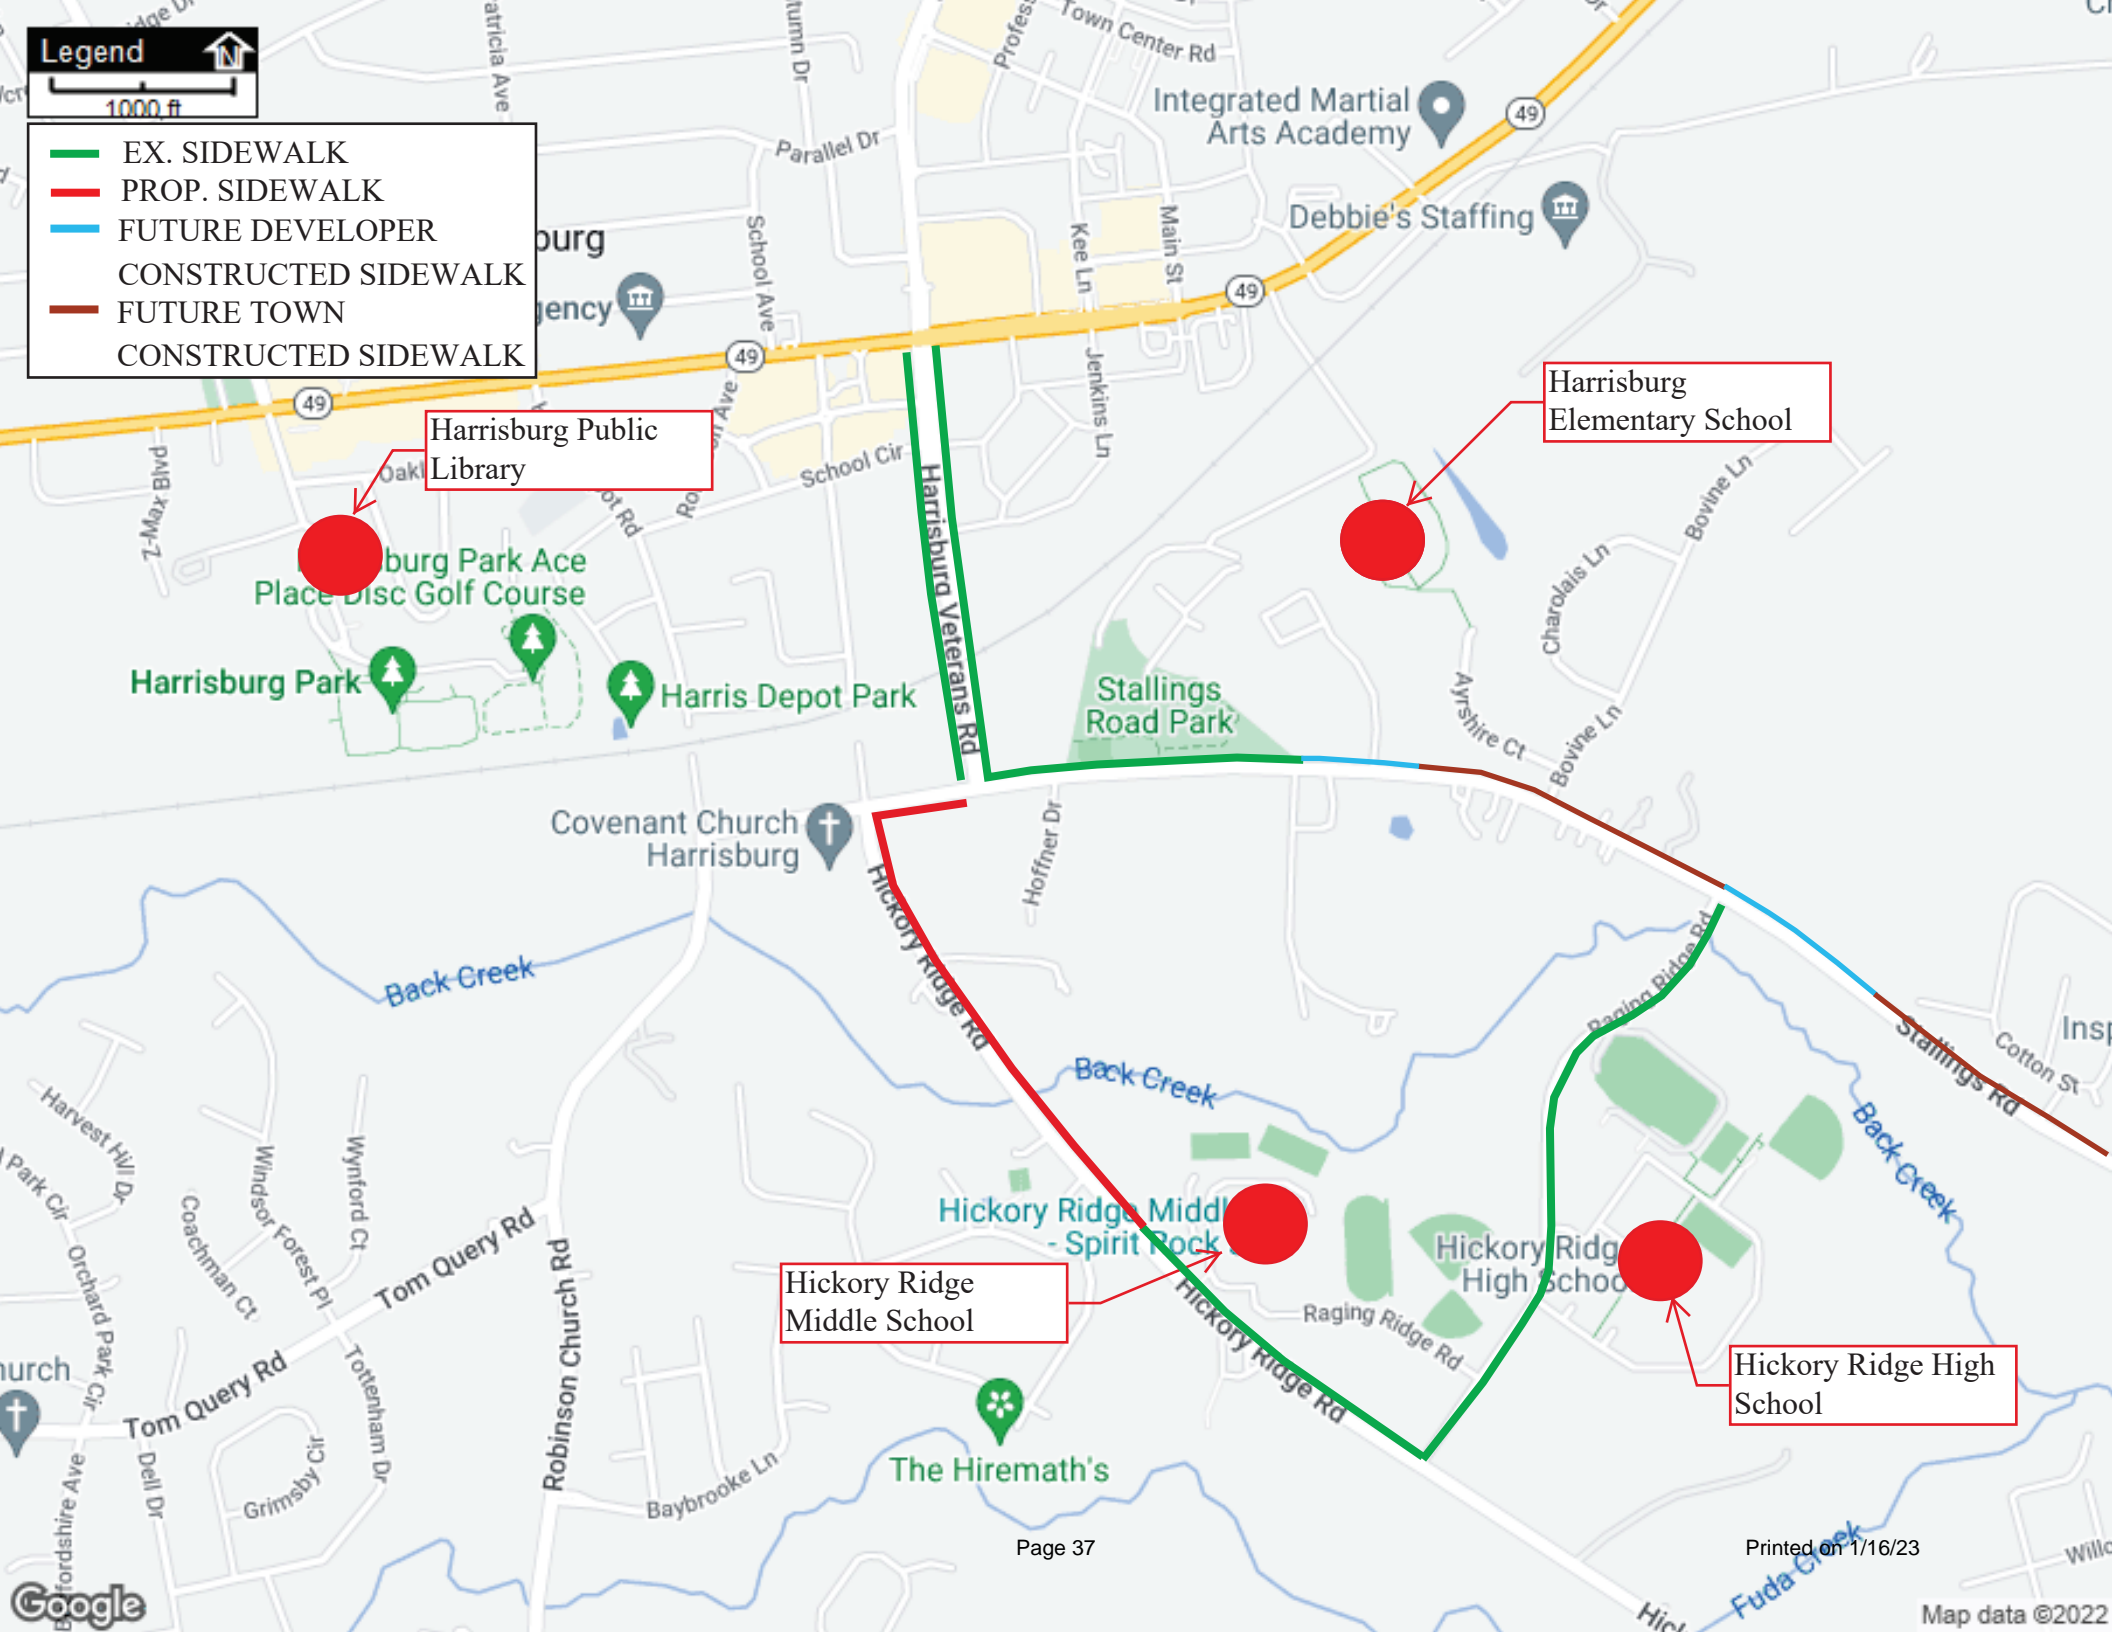 Legend
N
1000 ft
EX. SIDEWALK
PROP. SIDEWALK
FUTURE DEVELOPER
CONSTRUCTED SIDEWALK
FUTURE TOWN
CONSTRUCTED SIDEWALK
Town Center Rd
Parallel Dr
School Ave
Kee Ln
Main St
Integrated Martial
Arts Academy
49
Debbie's Staffing
49
49
49
Jenkins Ln
Harrisburg
Elementary School
Harrisburg Public
Library
Z-Max Blvd
School Cir
Bovine Ln
Charolais Ln
Place Disc Golf Course
Harrisburg Veterans Rd
Harrisburg Park
Harris Depot Park
Stallings
Road Park
Ayrshire Ct
Bovine Ln
Covenant Church
Harrisburg
Hoffner Dr
Hickory Ridge Rd
Back Creek
Raging Ridge Rd
Stallings Rd
Cotton St
Back Creek
Back Creek
Harvest Hill Dr
Windsor Forest Pl
Wynford Ct
Coachman Ct
Park Cir
Orchard Park Cir
Tom Query Rd
Robinson Church Rd
Hickory Ridge
- Spirit Rock
Hickory Ridge
Middle School
Hickory Ridge Rd
Raging Ridge Rd
Hickory
High
Hickory Ridge High
School
Tom Query Rd
Tottenham Dr
Dell Dr
Grimsby Cir
Baybrooke Ln
The Hiremath's
Page 37
Printed on 1/16/23
Fuda Creek
Google
Map data ©2022